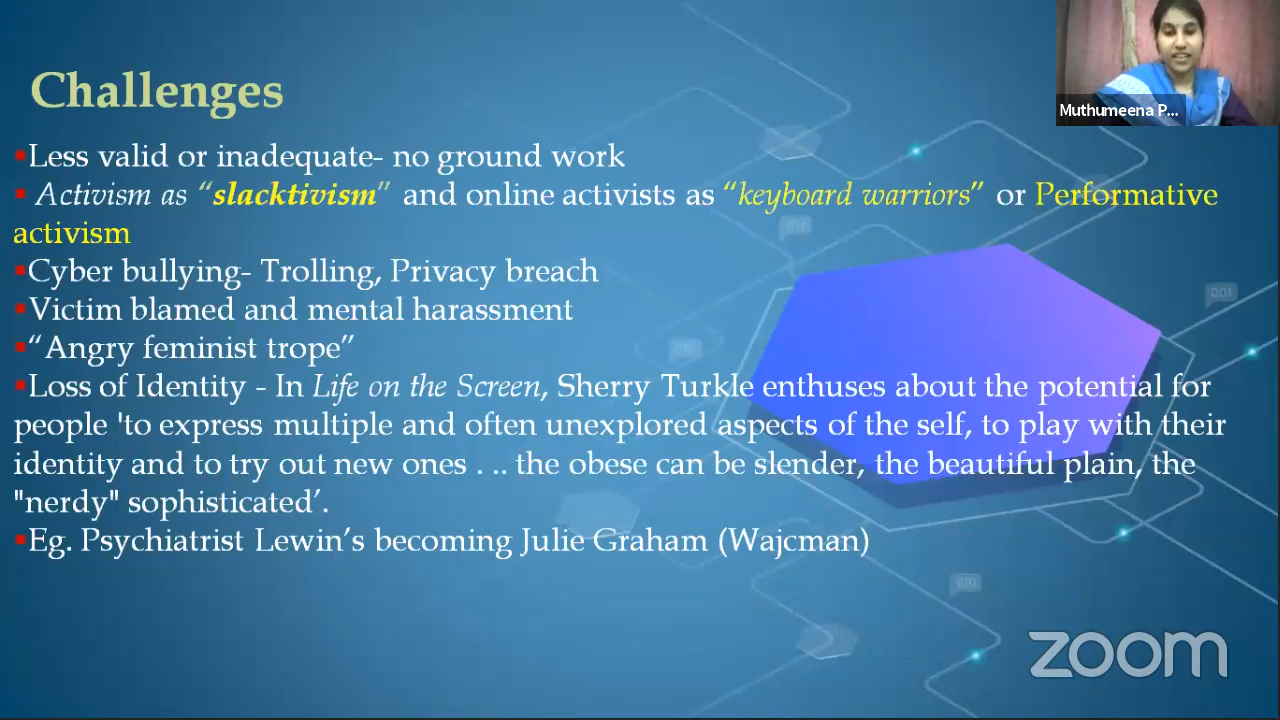 Challenges
Muthumeena P...
▪Less valid or inadequate- no ground work
▪ Activism as “slacktivism” and online activists as “keyboard warriors” or Performative
activism
▪Cyber bullying- Trolling, Privacy breach
▪Victim blamed and mental harassment
▪“Angry feminist trope”
▪Loss of Identity - In Life on the Screen, Sherry Turkle enthuses about the potential for
people 'to express multiple and often unexplored aspects of the self, to play with their
identity and to try out new ones . .. the obese can be slender, the beautiful plain, the
"nerdy" sophisticated’.
▪Eg. Psychiatrist Lewin’s becoming Julie Graham (Wajcman)
001
zoom